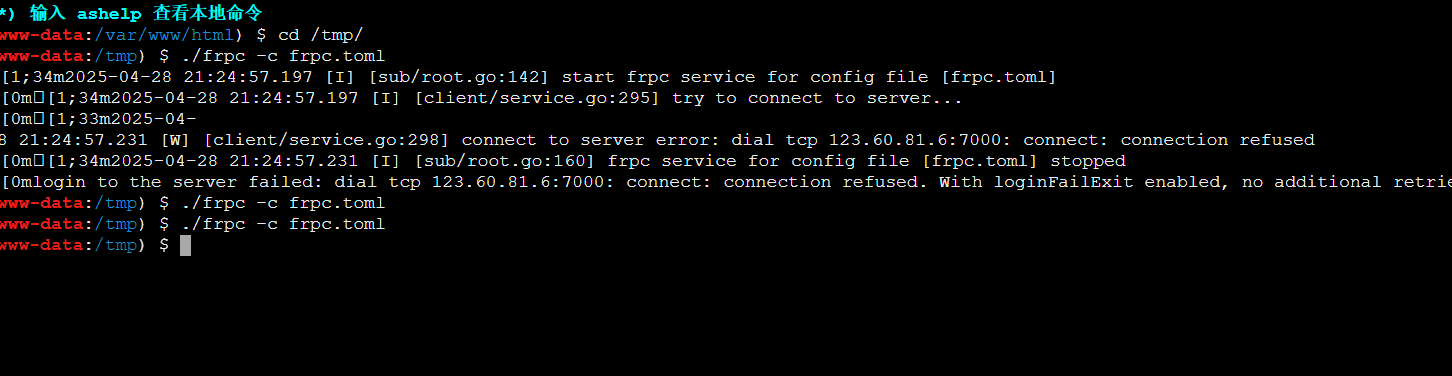 *) 输入 ashelp 查看本地命令
www-data:/var/www/html) $ cd /tmp/
www-data:/tmp) $ ./frpc -c frpc.toml
[1;34m2025-04-28 21:24:57.197 [I] [sub/root.go:142] start frpc service for config file [frpc.toml]
[0m□[1;34m2025-04-28 21:24:57.197 [I] [client/service.go:295] try to connect to server...
[0m□[1;33m2025-04-
8 21:24:57.231 [W] [client/service.go:298] connect to server error: dial tcp 123.60.81.6:7000: connect: connection refused
[0m□[1;34m2025-04-28 21:24:57.231 [I] [sub/root.go:160] frpc service for config file [frpc.toml] stopped
[0mlogin to the server failed: dial tcp 123.60.81.6:7000: connect: connection refused. With loginFailExit enabled, no additional retrie
www-data:/tmp) $ ./frpc -c frpc.toml
www-data:/tmp) $ ./frpc -c frpc.toml
www-data:/tmp) $